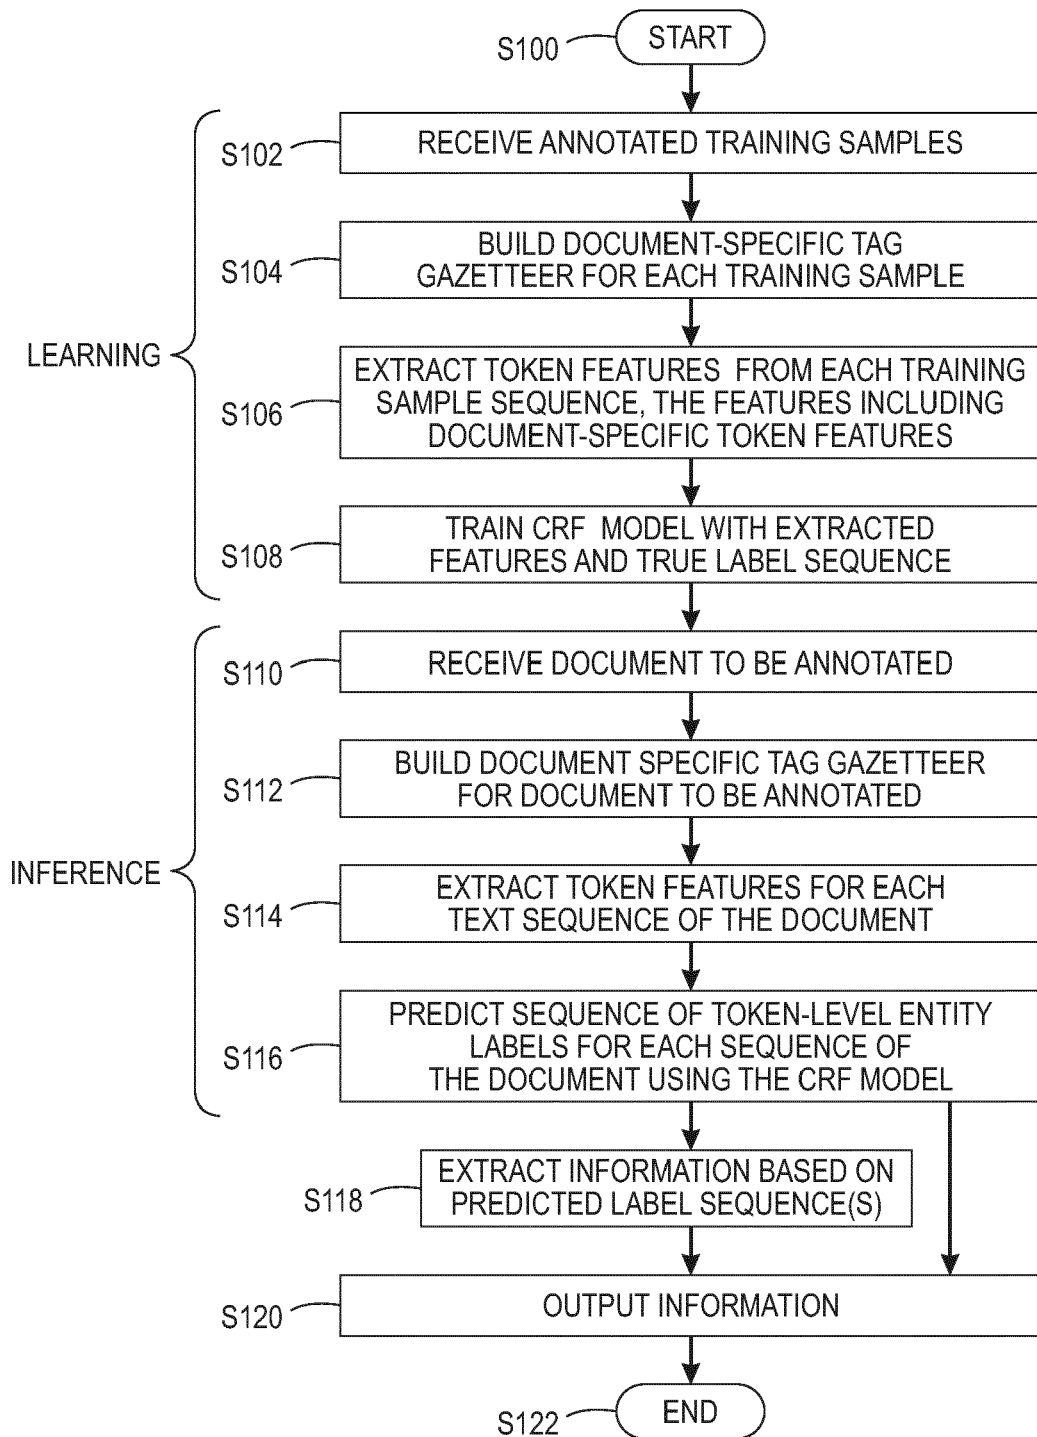 START
S100
RECEIVE ANNOTATED TRAINING SAMPLES
S102
BUILD DOCUMENT-SPECIFIC TAG
GAZETTEER FOR EACH TRAINING SAMPLE
S104
LEARNING
EXTRACT TOKEN FEATURES FROM EACH TRAINING
SAMPLE SEQUENCE, THE FEATURES INCLUDING
DOCUMENT-SPECIFIC TOKEN FEATURES
S106
TRAIN CRF MODEL WITH EXTRACTED
FEATURES AND TRUE LABEL SEQUENCE
S108
RECEIVE DOCUMENT TO BE ANNOTATED
S110
BUILD DOCUMENT SPECIFIC TAG GAZETTEER
FOR DOCUMENT TO BE ANNOTATED
S112
INFERENCE
EXTRACT TOKEN FEATURES FOR EACH
TEXT SEQUENCE OF THE DOCUMENT
S114
PREDICT SEQUENCE OF TOKEN-LEVEL ENTITY
LABELS FOR EACH SEQUENCE OF
THE DOCUMENT USING THE CRF MODEL
S116
EXTRACT INFORMATION BASED ON
PREDICTED LABEL SEQUENCE(S)
S118
OUTPUT INFORMATION
S120
END
S122